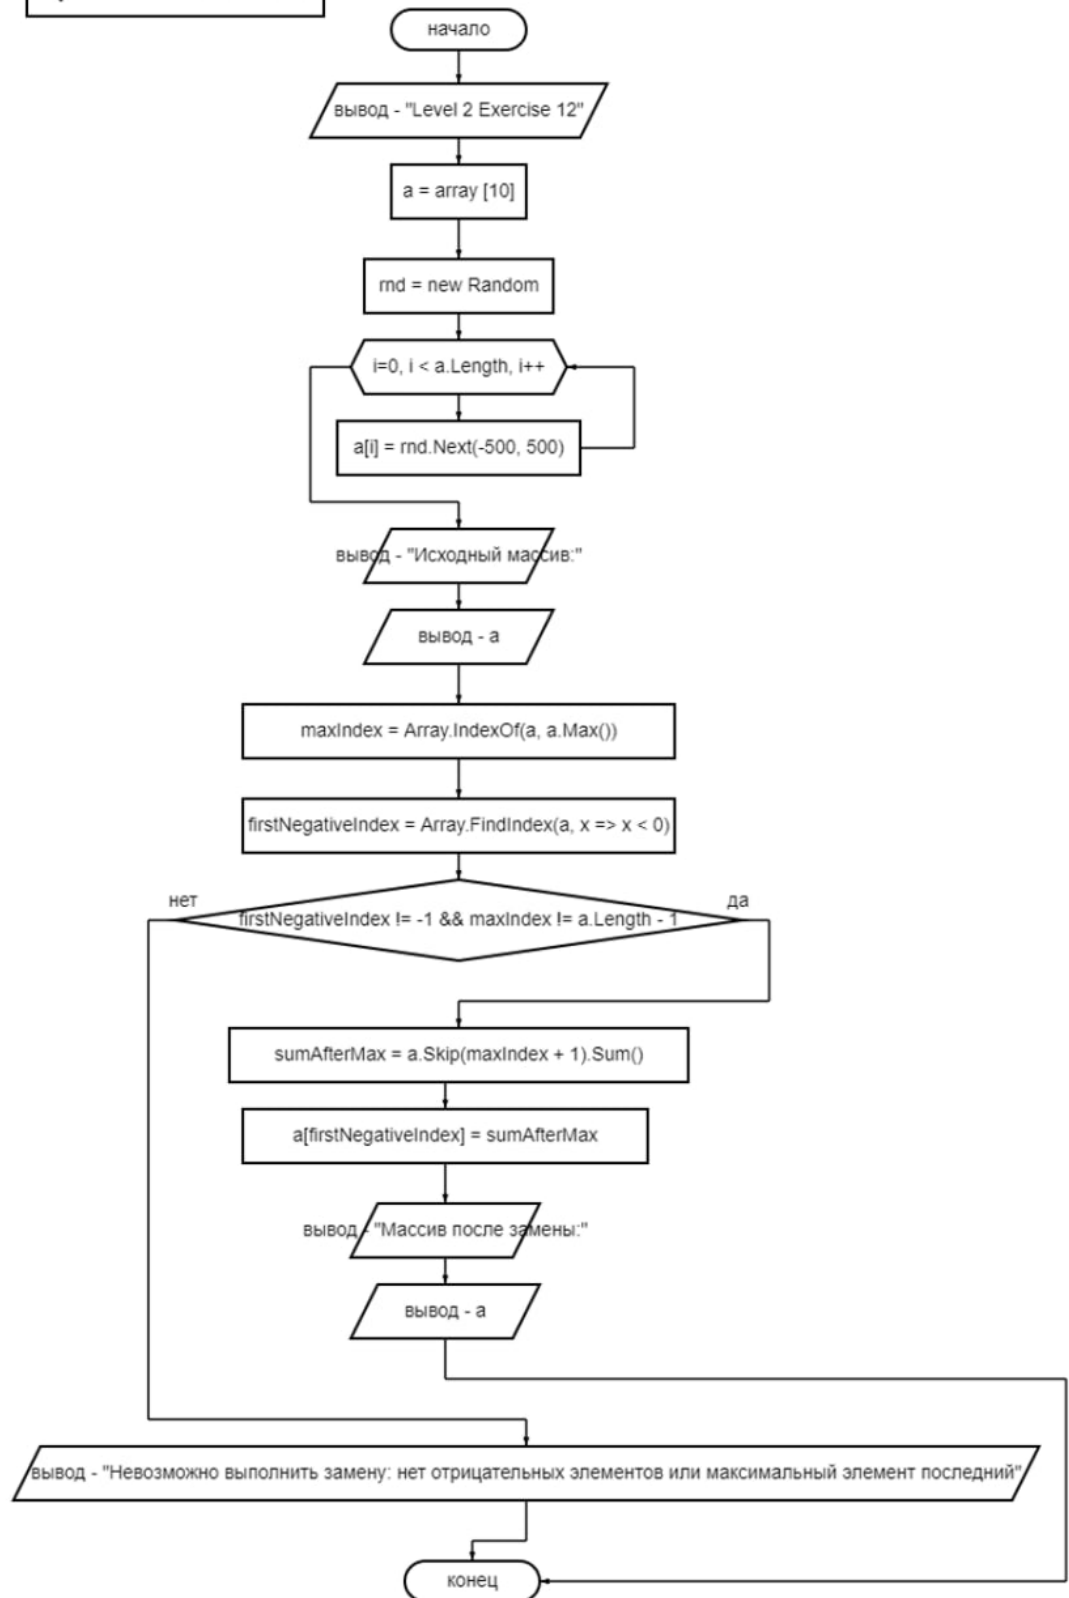 начало
вывод - "Level 2 Exercise 12"
a = array [10]
rnd = new Random
i=0, i < a.Length, i++
a[i] = rnd.Next(-500, 500)
вывод - "Исходный массив:"
вывод - a
maxIndex = Array.IndexOf(a, a.Max())
firstNegativeIndex = Array.FindIndex(a, x => x < 0)
нет
да
firstNegativeIndex != -1 && maxIndex != a.Length - 1
sumAfterMax = a.Skip(maxIndex + 1).Sum()
a[firstNegativeIndex] = sumAfterMax
вывод - "Массив после замены:"
вывод - a
вывод - "Невозможно выполнить замену: нет отрицательных элементов или максимальный элемент последний"
конец